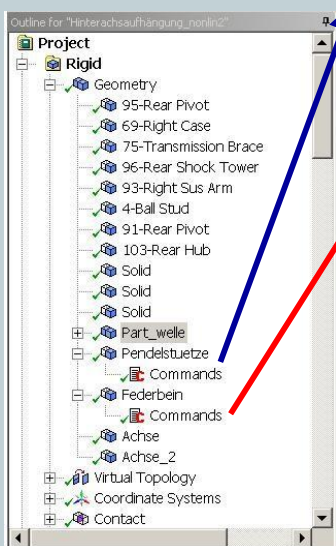 Outline for "Hinterachsaufhängung_nonlin2"
Project
Rigid
Geometry
95-Rear Pivot
69-Right Case
75-Transmission Brace
96-Rear Shock Tower
93-Right Sus Arm
4-Ball Stud
91-Rear Pivot
103-Rear Hub
Solid
Solid
Solid
Part_welle
Pendelstuetze
Commands
Federbein
Commands
Achse
Achse_2
Virtual Topology
Coordinate Systems
Contact